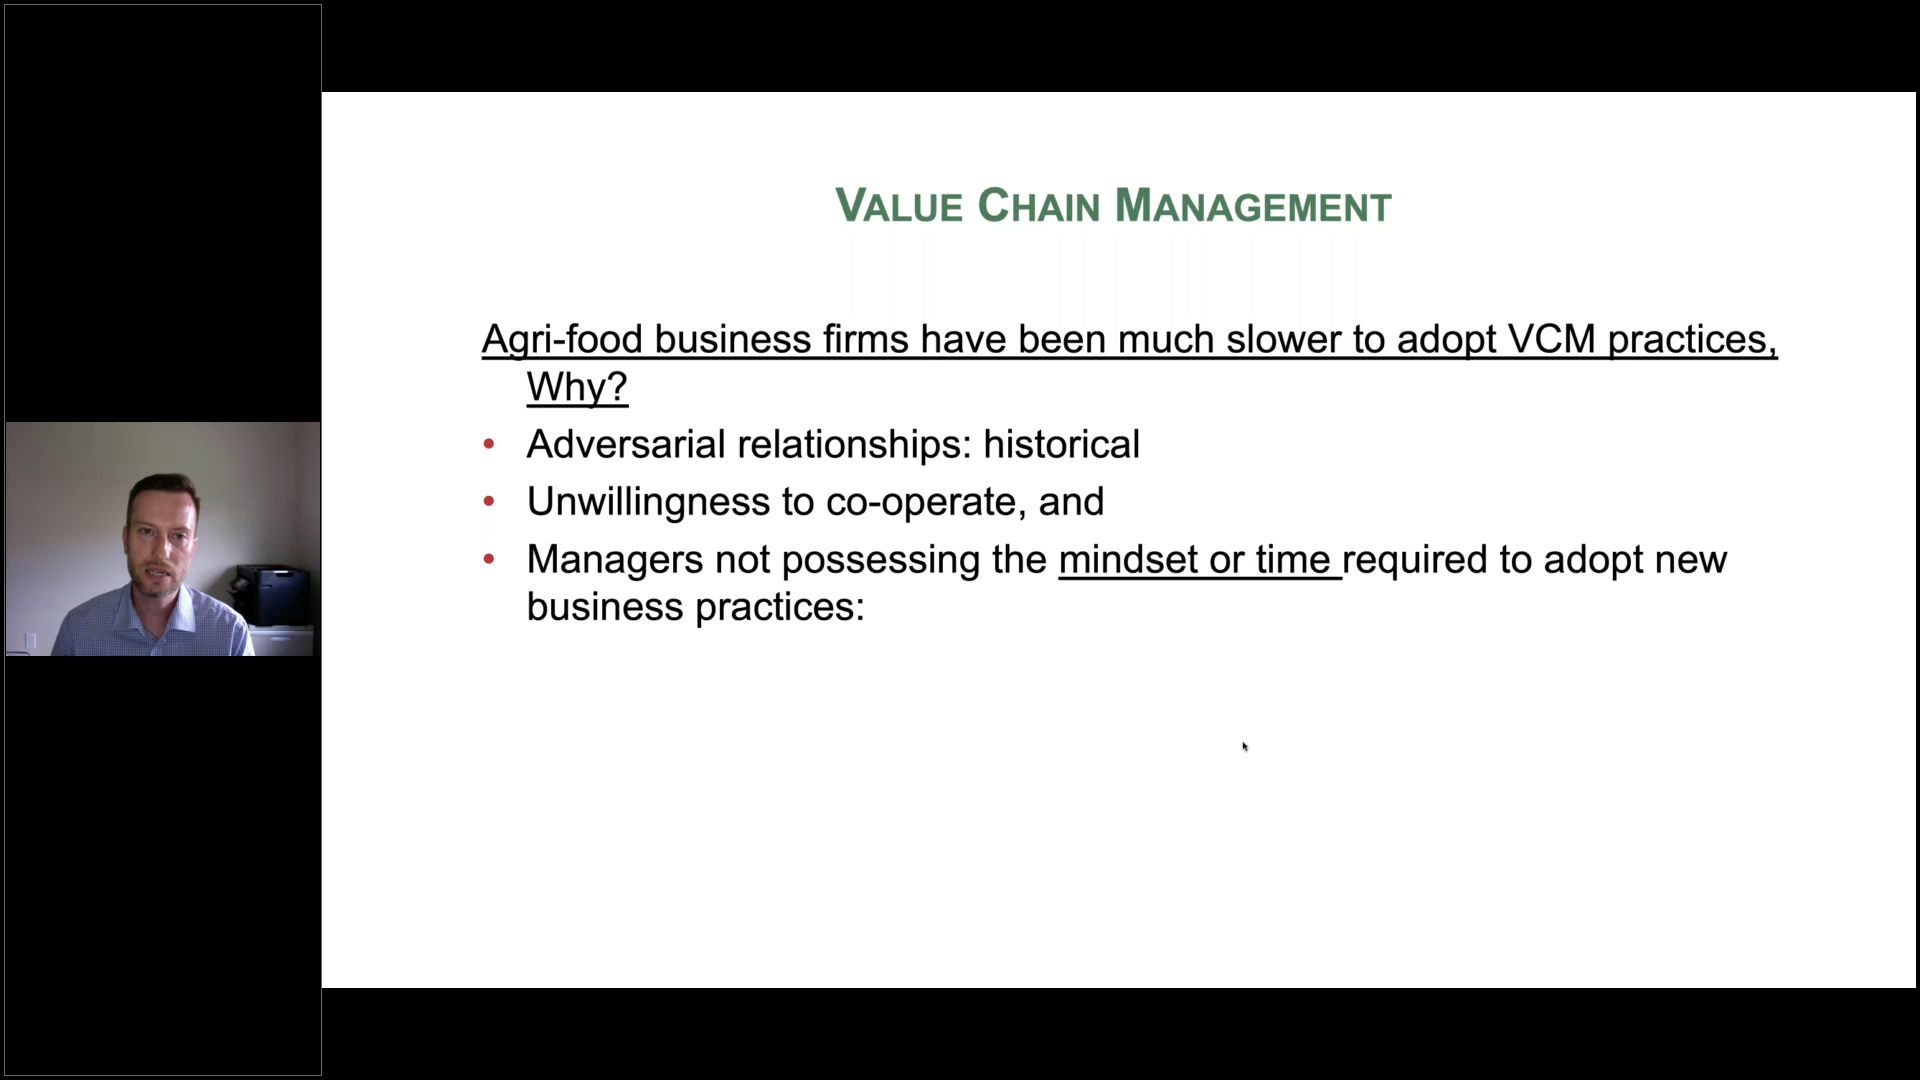 VALUE CHAIN MANAGEMENT
Agri-food business firms have been much slower to adopt VCM practices,
Why?
• Adversarial relationships: historical
• Unwillingness to co-operate, and
• Managers not possessing the mindset or time required to adopt new
business practices: